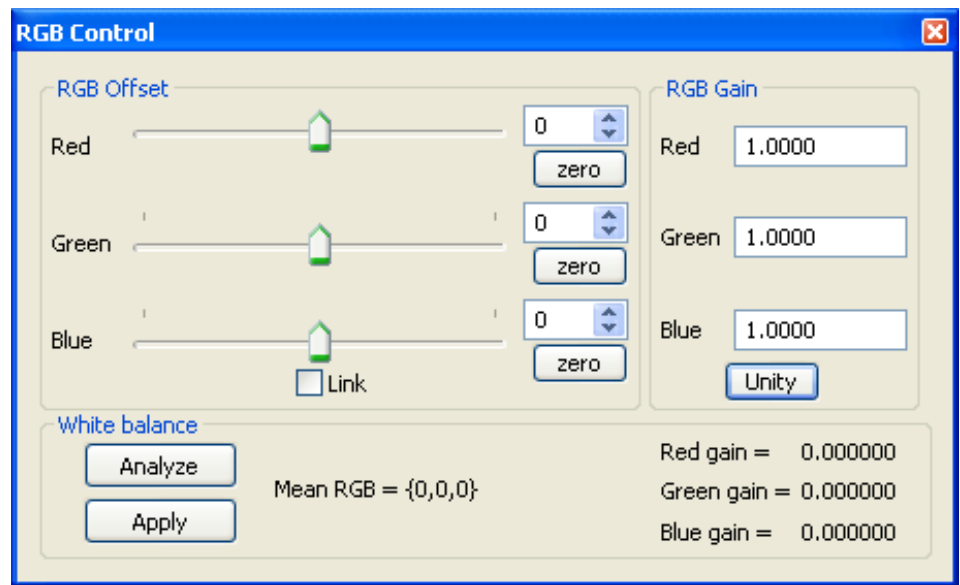 RGB Control
RGB Offset
Red
0
zero
Green
0
zero
Blue
0
zero
Link
RGB Gain
Red 1.0000
Green 1.0000
Blue 1.0000
Unity
White balance
Analyze
Apply
Mean RGB = {0,0,0}
Red gain = 0.000000
Green gain = 0.000000
Blue gain = 0.000000